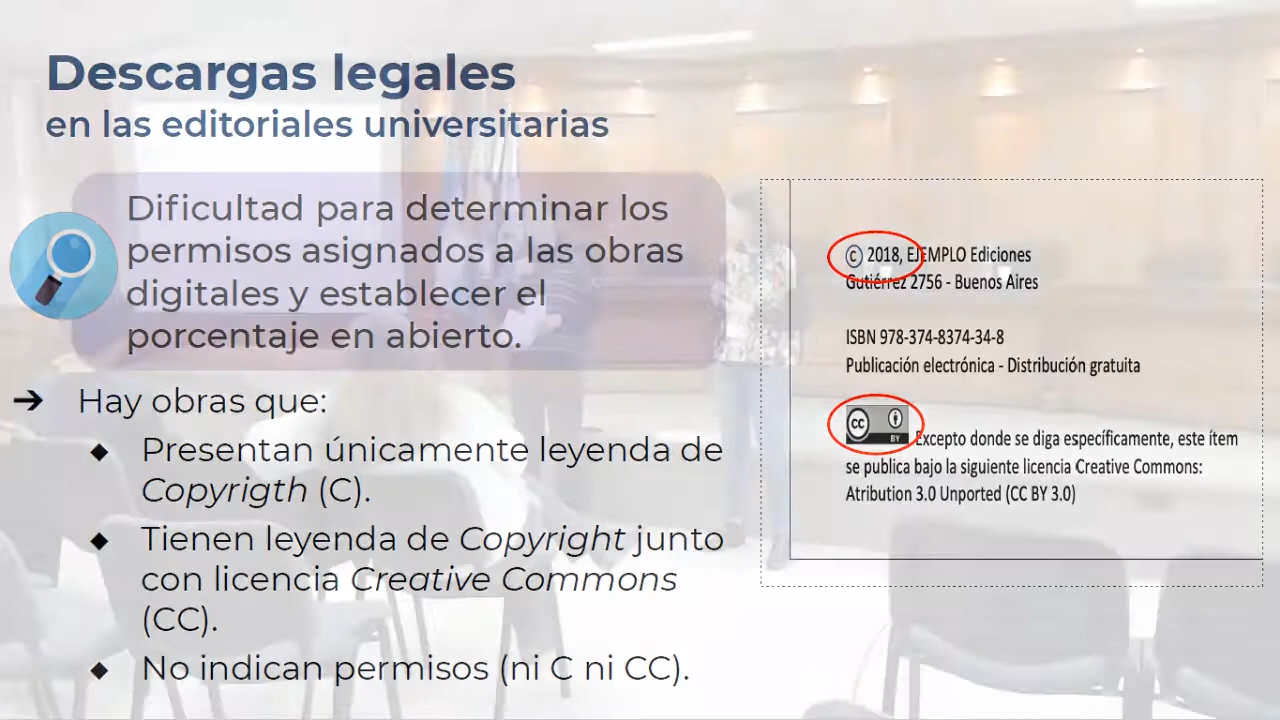 Descargas legales
en las editoriales universitarias
Dificultad para determinar los
permisos asignados a las obras
digitales y establecer el
porcentaje en abierto.
➔ Hay obras que:
◆ Presentan únicamente leyenda de
Copyrigth (C).
◆ Tienen leyenda de Copyright junto
con licencia Creative Commons
(CC).
◆ No indican permisos (ni C ni CC).
© 2018, EJEMPLO Ediciones
Gutiérrez 2756 - Buenos Aires
ISBN 978-374-8374-34-8
Publicación electrónica - Distribución gratuita
CC BY Excepto donde se diga específicamente, este ítem
se publica bajo la siguiente licencia Creative Commons:
Atribution 3.0 Unported (CC BY 3.0)